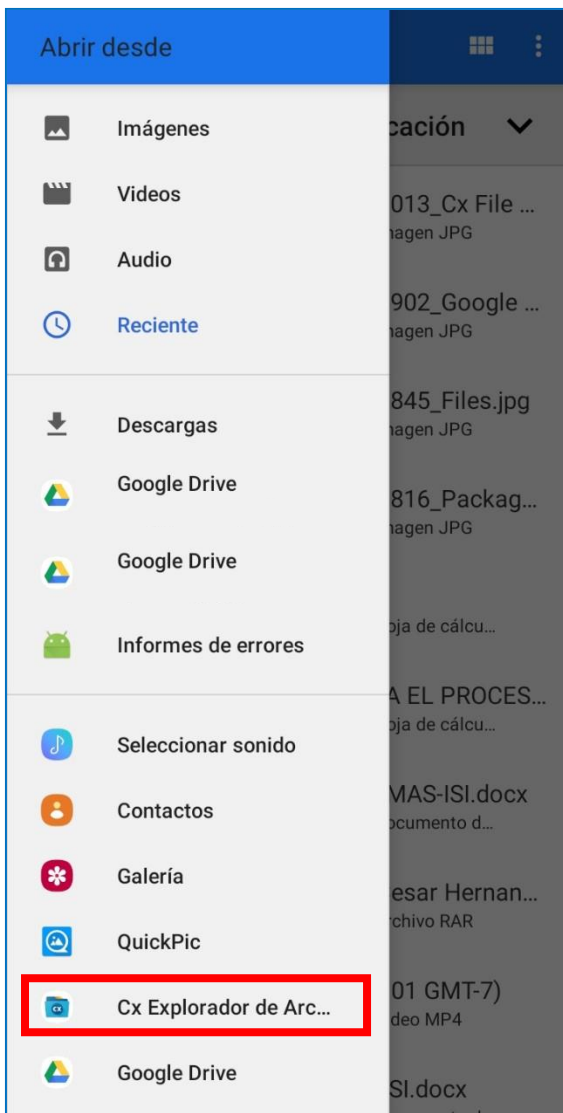 Abrir desde
Imágenes
Videos
Audio
Reciente
Descargas
Google Drive
Google Drive
Informes de errores
Seleccionar sonido
Contactos
Galería
QuickPic
CX
Cx Explorador de Arc...
Google Drive
cación
013_Cx File ...
nagen JPG
902_Google ...
nagen JPG
845_Files.jpg
nagen JPG
816_Packag...
nagen JPG
oja de cálcu...
A EL PROCES...
oja de cálcu...
MAS-ISI.docx
ocumento d...
esar Hernan...
rchivo RAR
01 GMT-7)
deo MP4
SI.docx